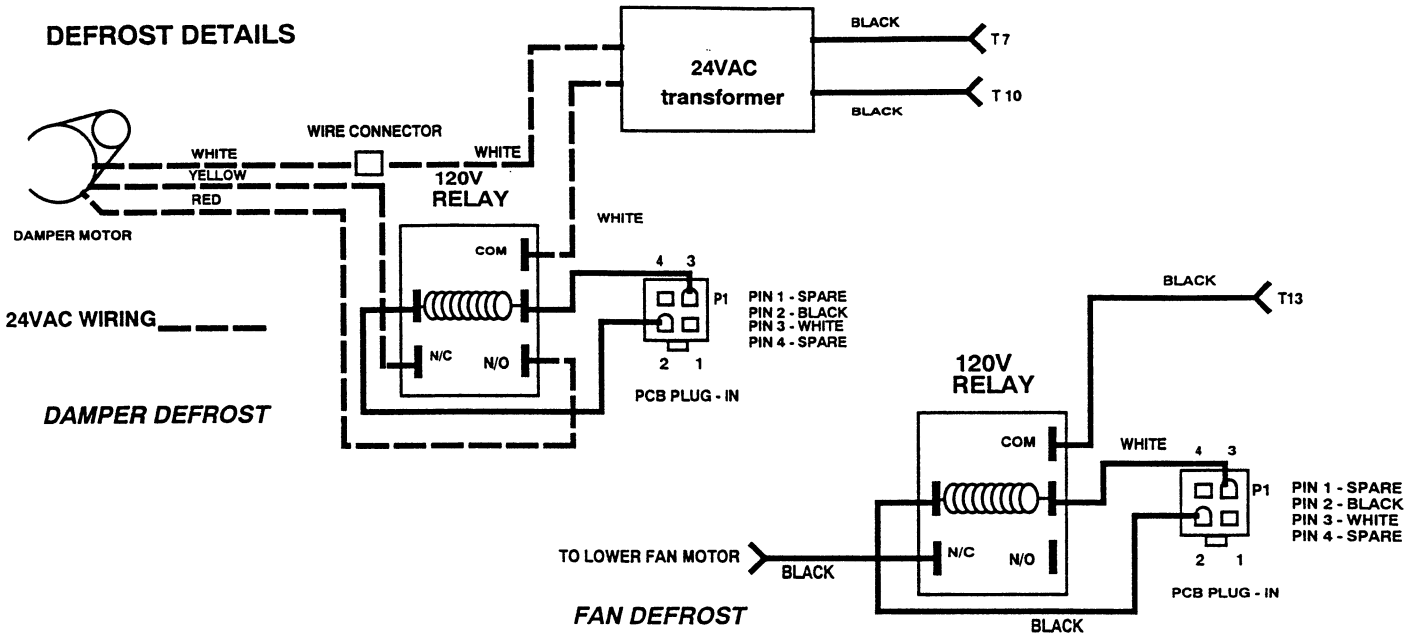 DEFROST DETAILS
BLACK
T 7
24VAC
transformer
T 10
BLACK
WIRE CONNECTOR
WHITE
WHITE
YELLOW
120V
RELAY
RED
WHITE
DAMPER MOTOR
COM
4 3
P1
PIN 1 - SPARE
PIN 2 - BLACK
PIN 3 - WHITE
PIN 4 - SPARE
24VAC WIRING
N/C
N/O
2 1
PCB PLUG - IN
DAMPER DEFROST
BLACK
T13
120V
RELAY
COM
WHITE
4 3
P1
PIN 1 - SPARE
PIN 2 - BLACK
PIN 3 - WHITE
PIN 4 - SPARE
TO LOWER FAN MOTOR
BLACK
N/C
N/O
2 1
PCB PLUG - IN
FAN DEFROST
BLACK